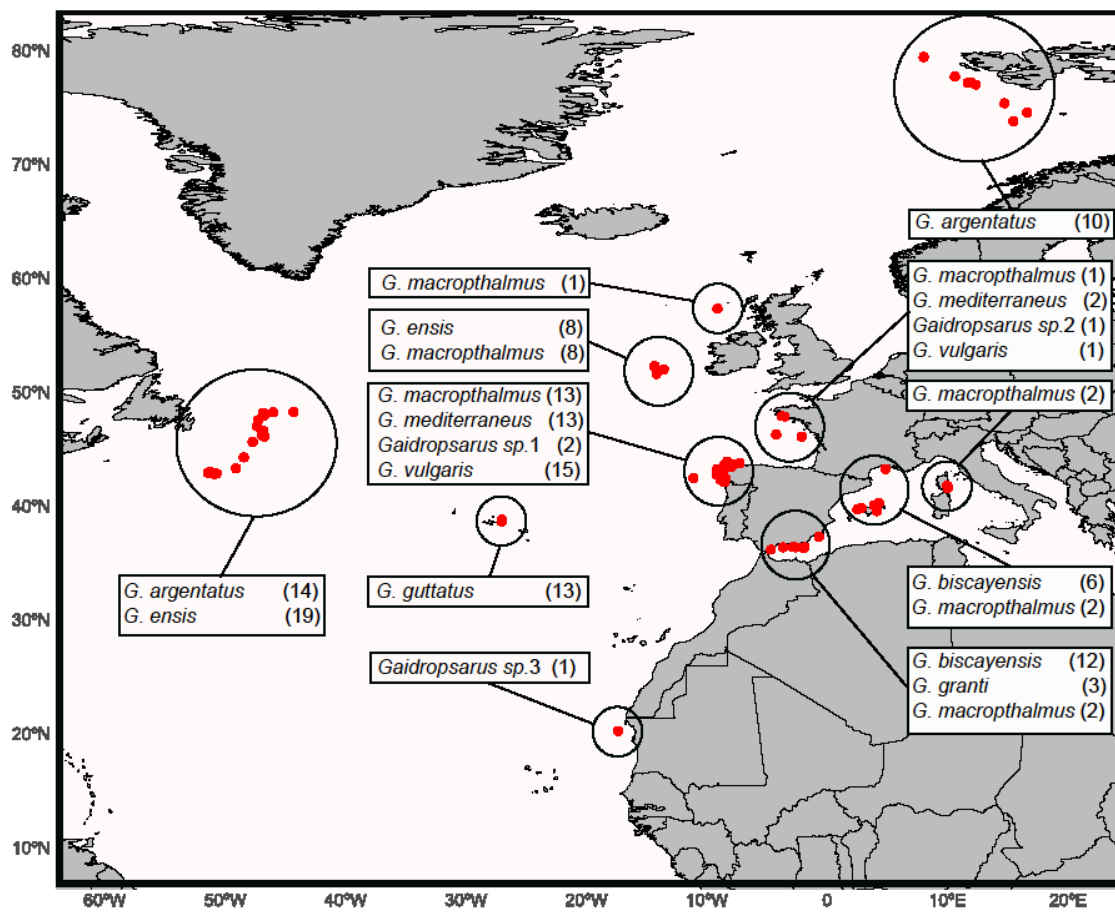 80°N
70°N
60°N
50°N
40°N
30°N
20°N
10°N
G. argentatus (10)
G. macropthalmus (1)
G. mediterraneus (2)
Gaidropsarus sp.2 (1)
G. vulgaris (1)
G. macropthalmus (2)
G. macropthalmus (1)
G. ensis (8)
G. macropthalmus (8)
G. macropthalmus (13)
G. mediterraneus (13)
Gaidropsarus sp.1 (2)
G. vulgaris (15)
G. argentatus (14)
G. ensis (19)
G. guttatus (13)
Gaidropsarus sp.3 (1)
G. biscayensis (6)
G. macropthalmus (2)
G. biscayensis (12)
G. granti (3)
G. macropthalmus (2)
60°W 50°W 40°W 30°W 20°W 10°W 0°E 10°E 20°E